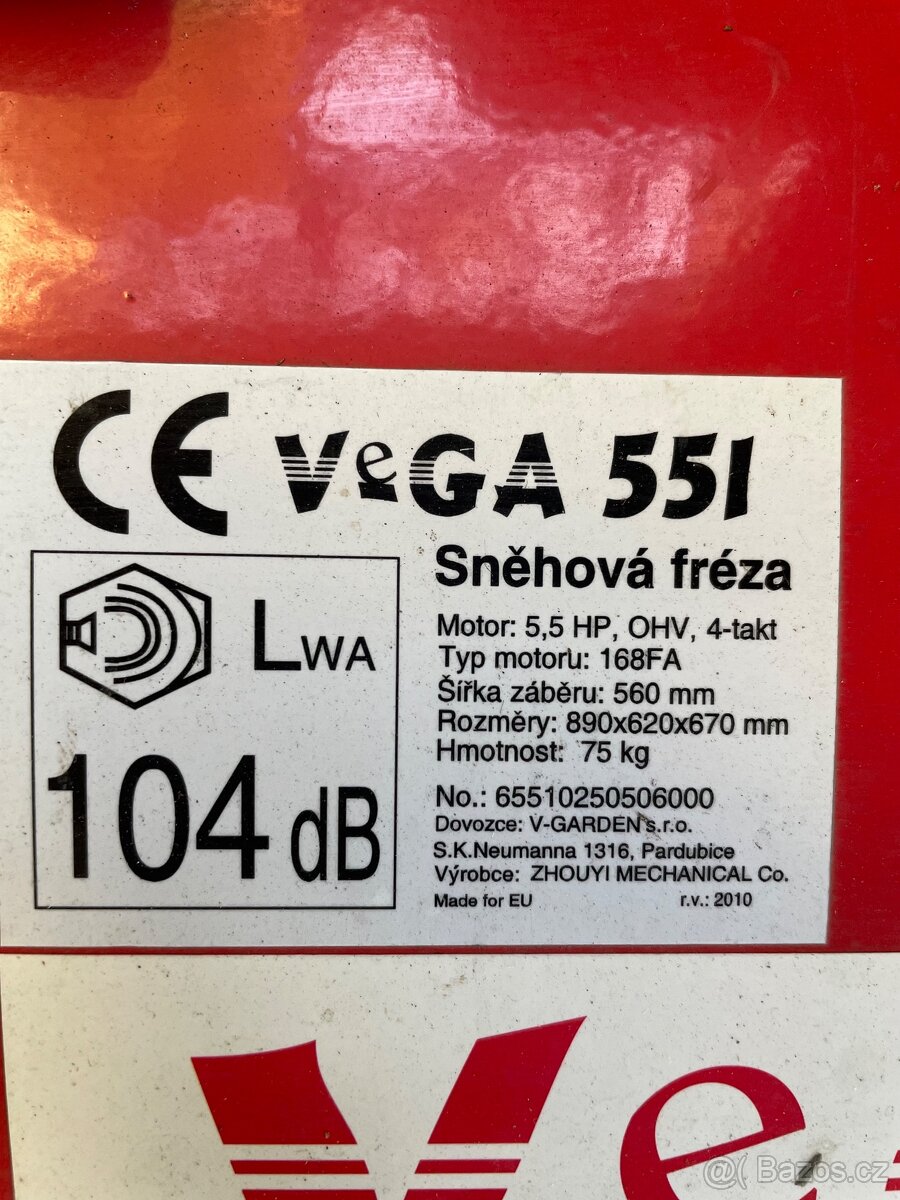 CE VeGA 551
Sněhová fréza
LWA
104 dB
Motor: 5,5 HP, OHV, 4-takt
Typ motoru: 168FA
Šířka záběru: 560 mm
Rozměry: 890x620x670 mm
Hmotnost: 75 kg
No.: 65510250506000
Dovozce: V-GARDEN s.r.o.
S.K.Neumanna 1316, Pardubice
Výrobce: ZHOUYI MECHANICAL Co.
Made for EU r.v.: 2010
Ve
@( Bazos.cz